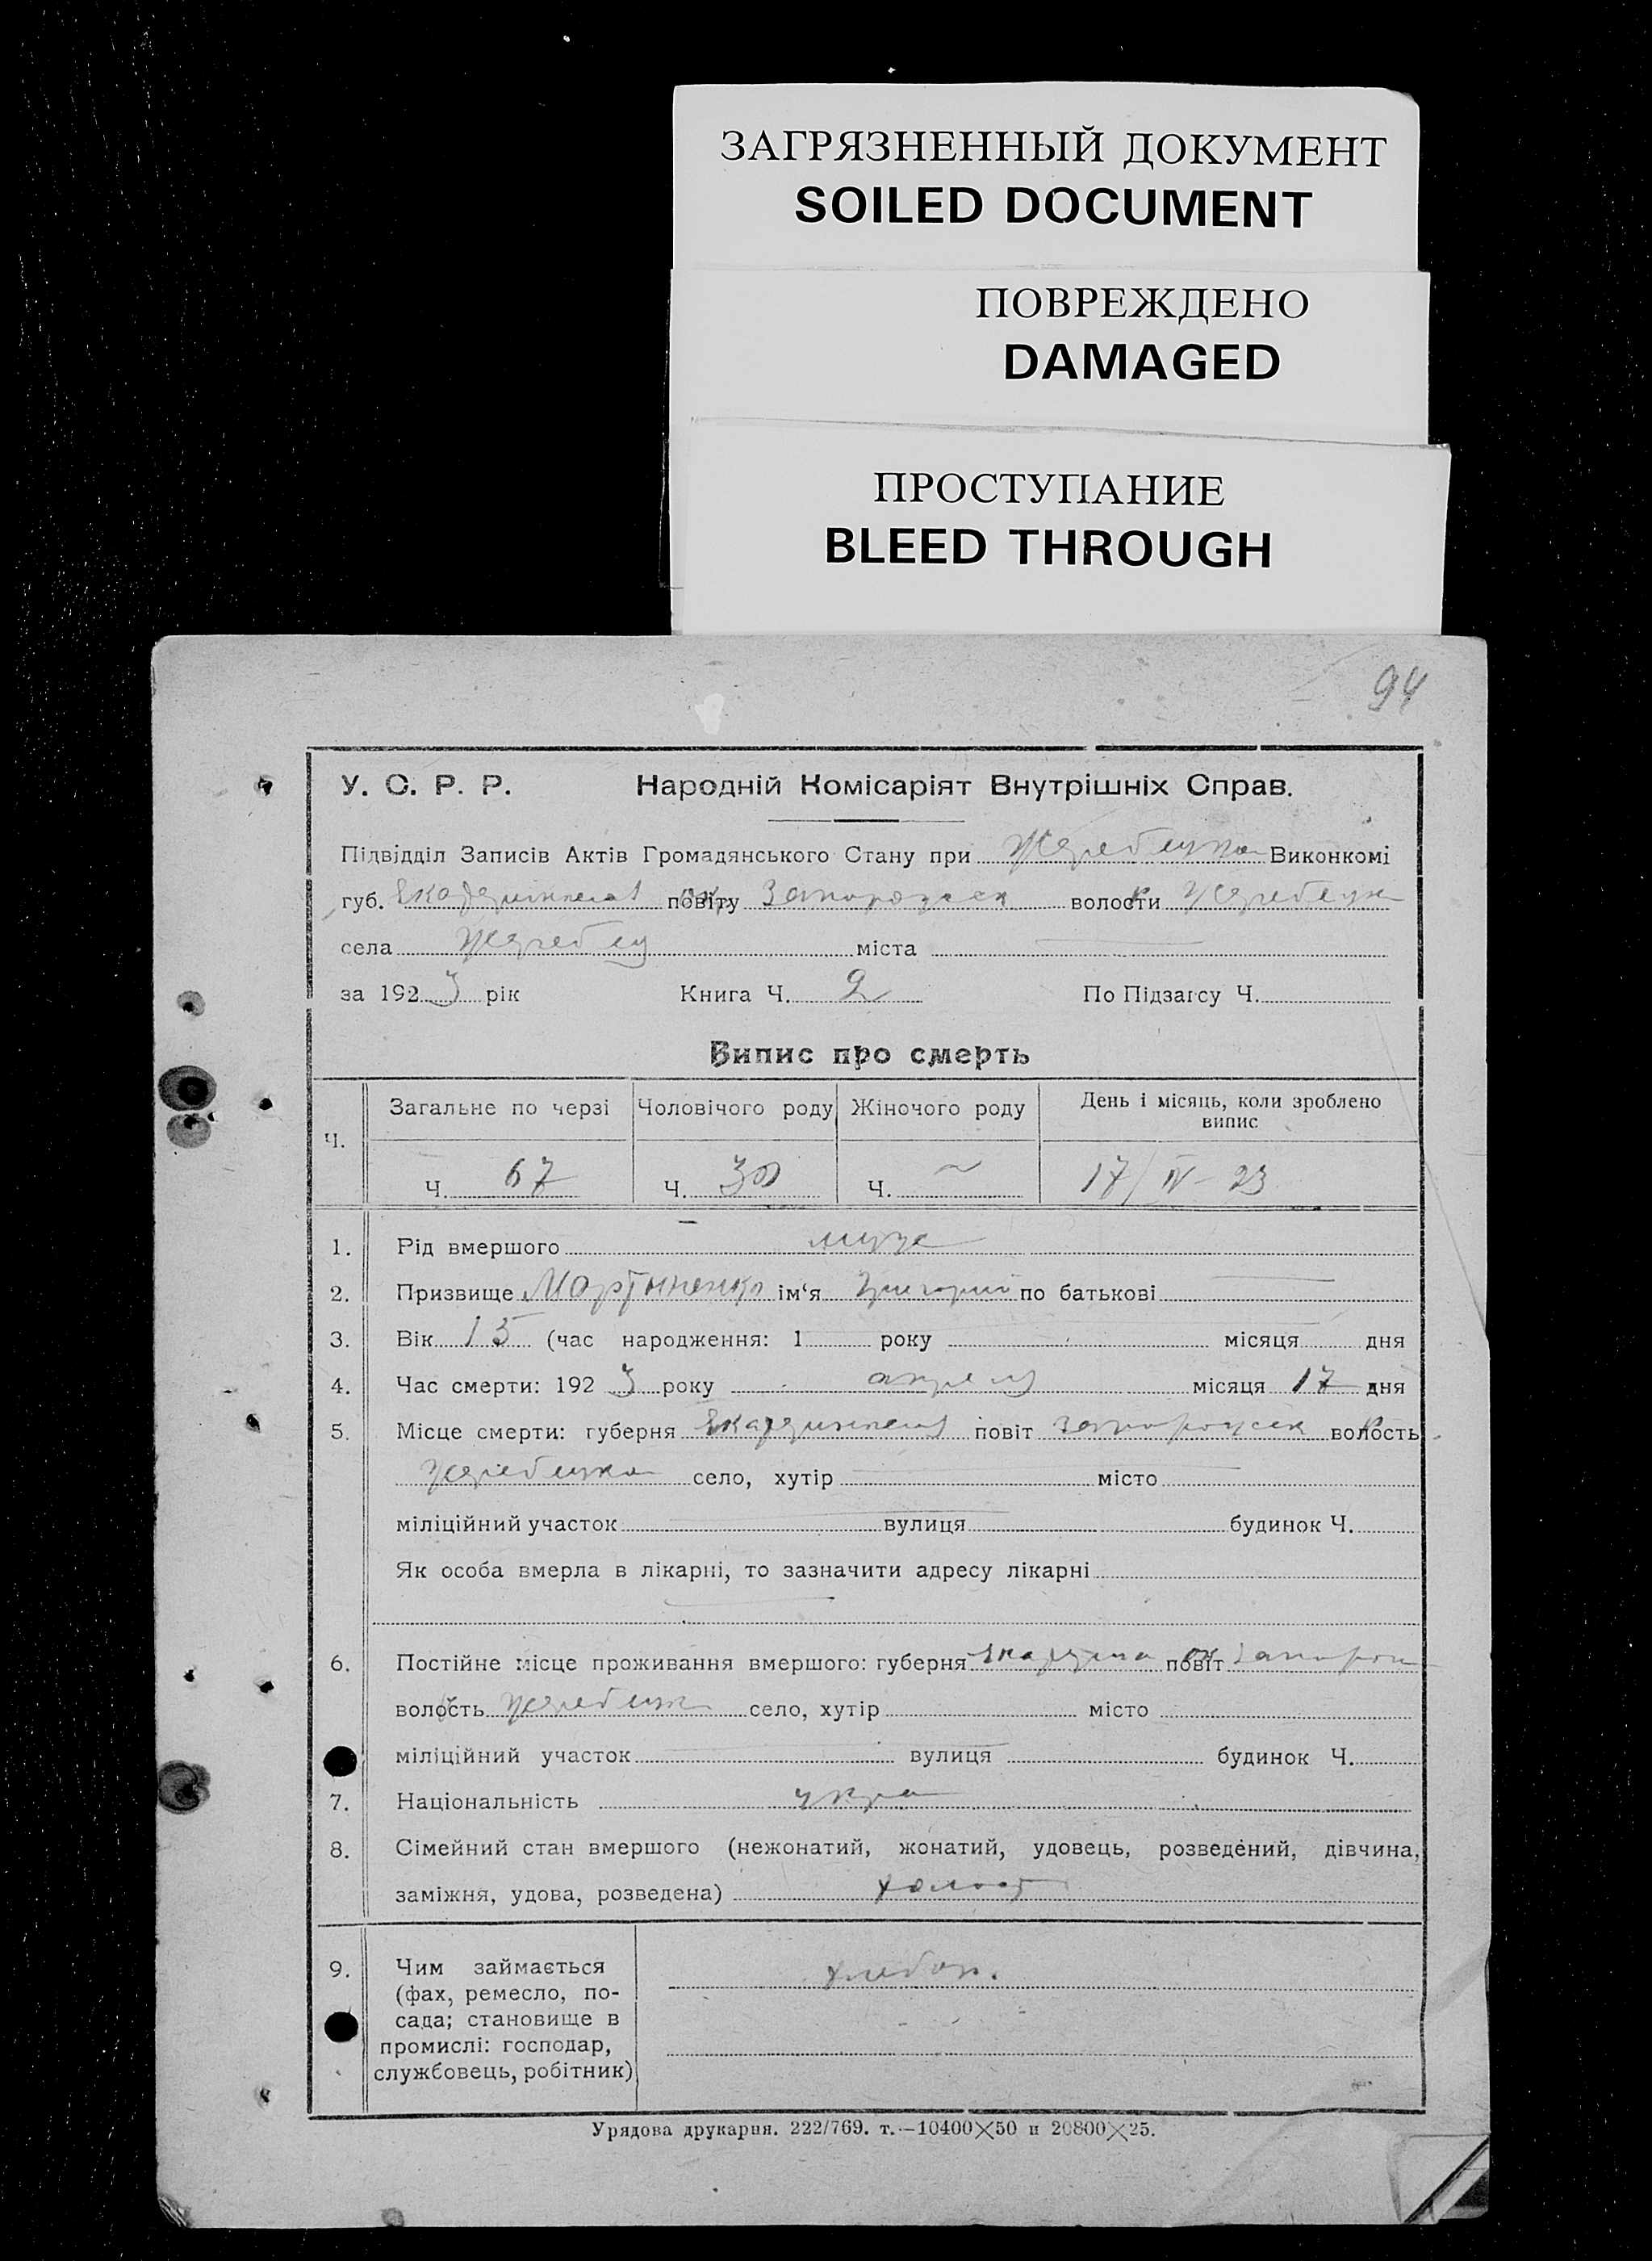 ЗАГРЯЗНЕННЫЙ ДОКУМЕНТ
SOILED DOCUMENT
ПОВРЕЖДЕНО
DAMAGED
ПРОСТУПАНИЕ
BLEED THROUGH
94
У. С. Р. Р. Народній Комісаріят Внутрішніх Справ.
Підвідділ Записів Актів Громадянського Стану при Виконкомі
губ. повіту волости
села міста
за 1923 рік Книга Ч. 2 По Підзагсу Ч.
Випис про смерть
Ч. Загальне по черзі Чоловічого роду Жіночого роду День і місяць, коли зроблено випис
Ч. 67 Ч. 30 Ч. ~ 17/IV-23
1. Рід вмершого муж
2. Призвище Мартыненко ім'я Григорий по батькові
3. Вік 15 (час народження: 1 року місяця дня
4. Час смерти: 1923 року апреля місяця 17 дня
5. Місце смерти: губерня повіт волость
село, хутір місто
міліційний участок вулиця будинок Ч.
Як особа вмерла в лікарні, то зазначити адресу лікарні
6. Постійне місце проживання вмершого: губерня повіт
волость село, хутір місто
міліційний участок вулиця будинок Ч.
7. Національність укра
8. Сімейний стан вмершого (нежонатий, жонатий, удовець, розведений, дівчина,
заміжня, удова, розведена) холост
9. Чим займається хлебор.
(фах, ремесло, по-
сада; становище в
промислі: господар,
службовець, робітник)
Урядова друкарня. 222/769. т.—10400×50 и 20800×25.